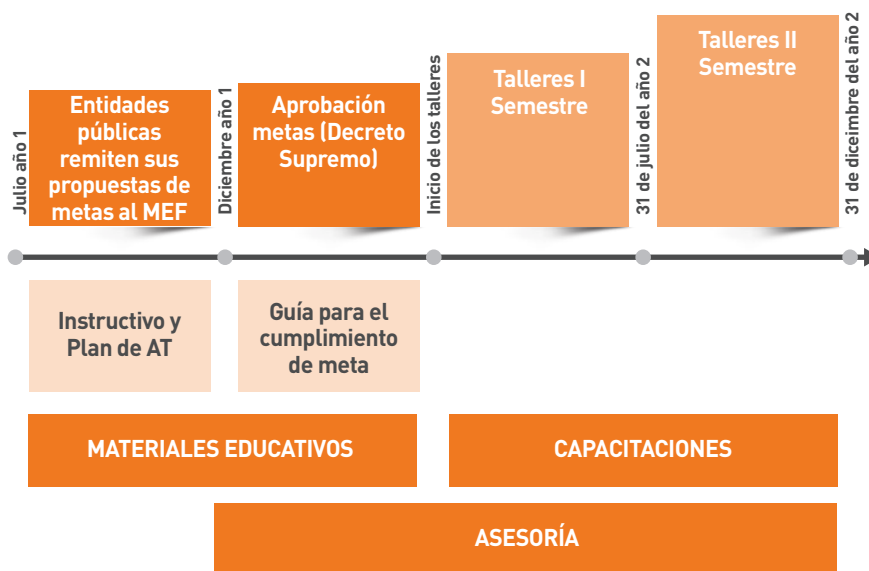 Julio año 1
Entidades
públicas
remiten sus
propuestas de
metas al MEF
Diciembre año 1
Aprobación
metas (Decreto
Supremo)
Inicio de los talleres
Talleres I
Semestre
31 de julio del año 2
Talleres II
Semestre
31 de diceimbre del año 2
Instructivo y
Plan de AT
Guía para el
cumplimiento
de meta
MATERIALES EDUCATIVOS
CAPACITACIONES
ASESORÍA